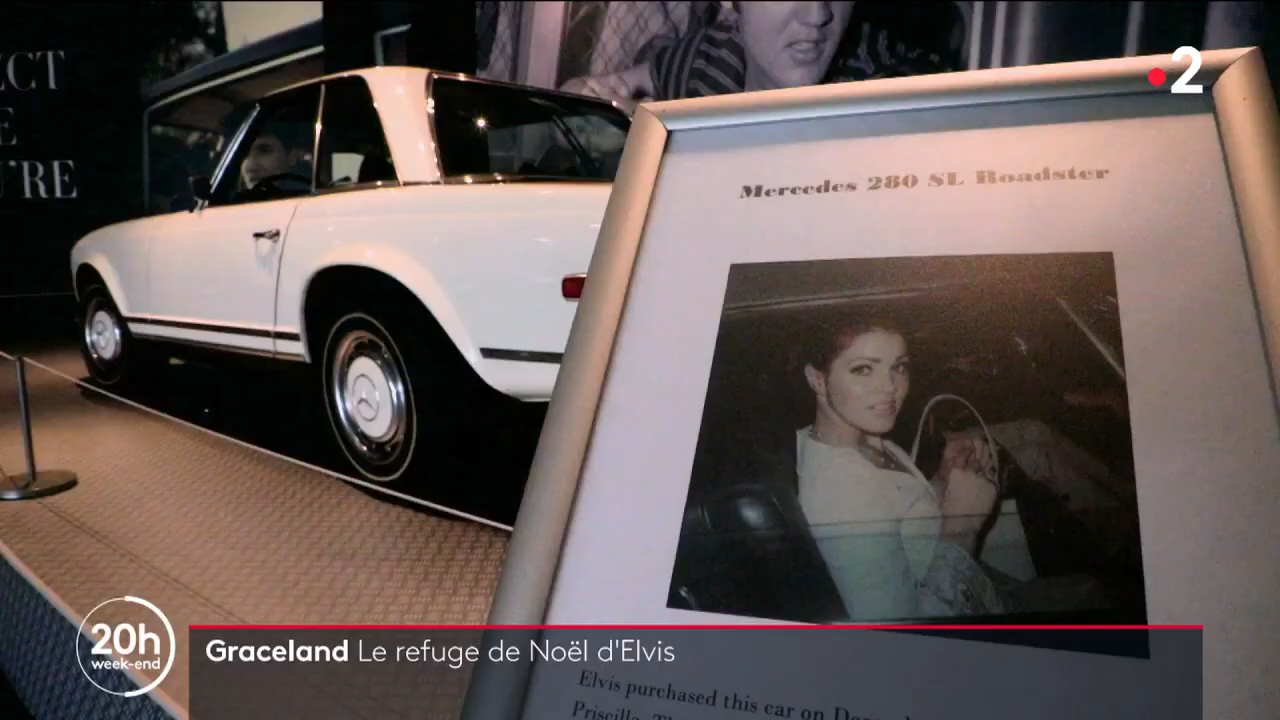 ECT
E
URE
2
Mercedes 280 SL Roadster
20h
week-end
Graceland Le refuge de Noël d'Elvis
Elvis purchased this car on
Priscilla.